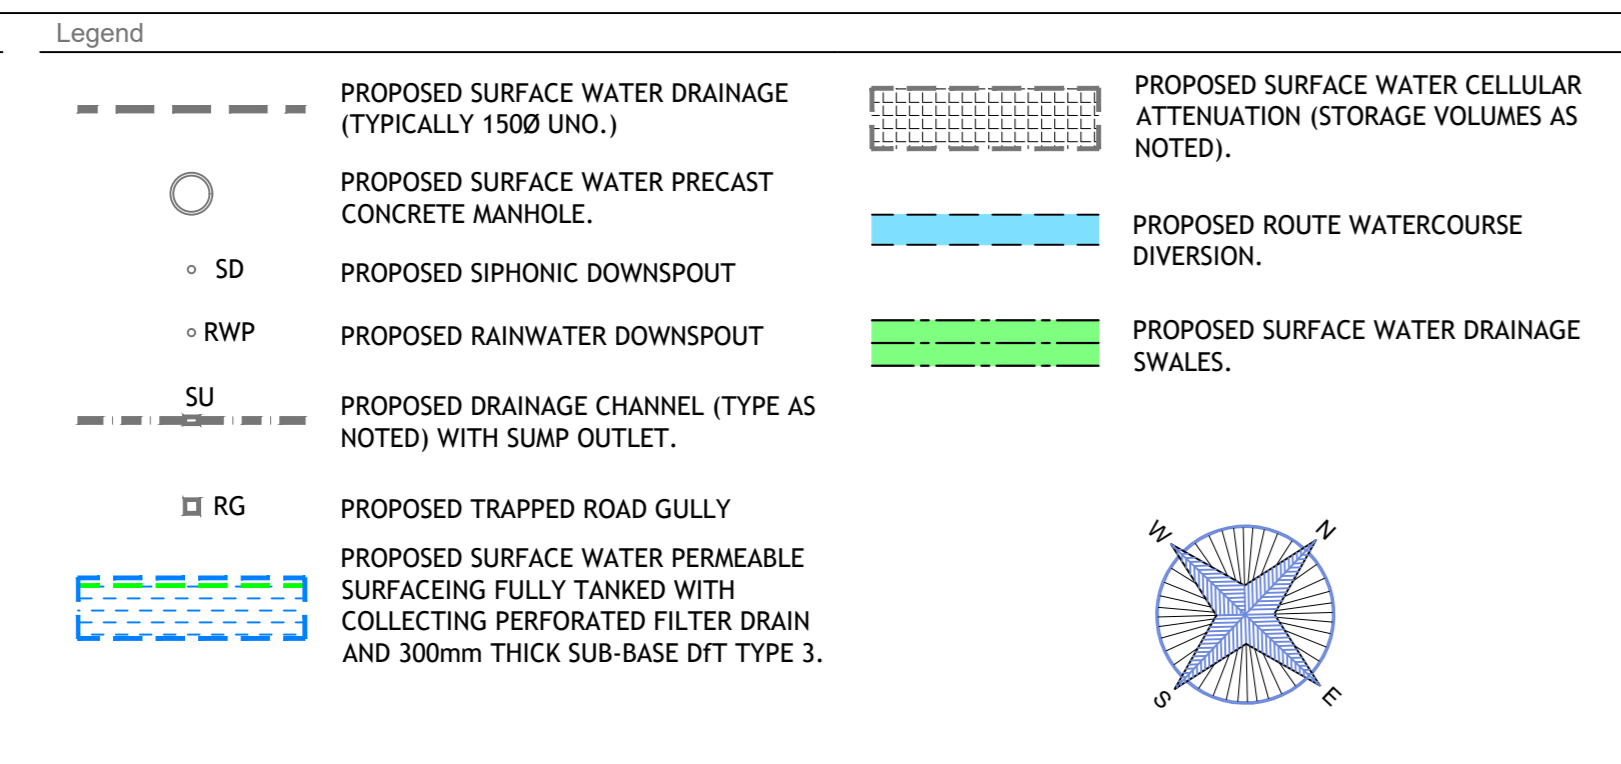 Legend
PROPOSED SURFACE WATER DRAINAGE
(TYPICALLY 150Ø UNO.)
PROPOSED SURFACE WATER PRECAST
CONCRETE MANHOLE.
SD
PROPOSED SIPHONIC DOWNSPOUT
RWP
PROPOSED RAINWATER DOWNSPOUT
SU
PROPOSED DRAINAGE CHANNEL (TYPE AS
NOTED) WITH SUMP OUTLET.
RG
PROPOSED TRAPPED ROAD GULLY
PROPOSED SURFACE WATER PERMEABLE
SURFACEING FULLY TANKED WITH
COLLECTING PERFORATED FILTER DRAIN
AND 300mm THICK SUB-BASE DfT TYPE 3.
PROPOSED SURFACE WATER CELLULAR
ATTENUATION (STORAGE VOLUMES AS
NOTED).
PROPOSED ROUTE WATERCOURSE
DIVERSION.
PROPOSED SURFACE WATER DRAINAGE
SWALES.
W
N
S
E